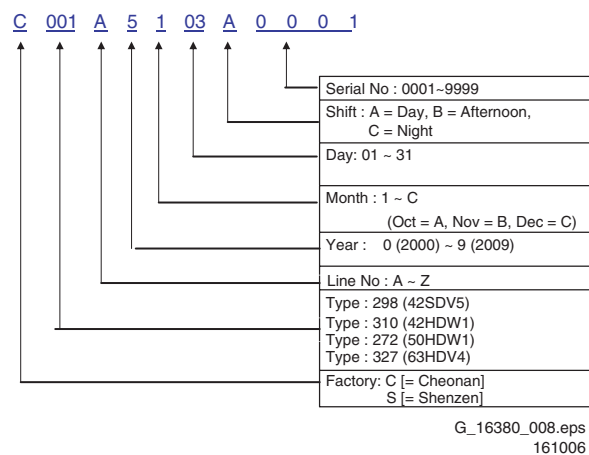 C 001 A 5 1 03 A 0 0 0 1
Serial No : 0001~9999
Shift : A = Day, B = Afternoon,
C = Night
Day: 01 ~ 31
Month : 1 ~ C
(Oct = A, Nov = B, Dec = C)
Year : 0 (2000) ~ 9 (2009)
Line No : A ~ Z
Type : 298 (42SDV5)
Type : 310 (42HDW1)
Type : 272 (50HDW1)
Type : 327 (63HDV4)
Factory: C [= Cheonan]
S [= Shenzen]
G_16380_008.eps
161006